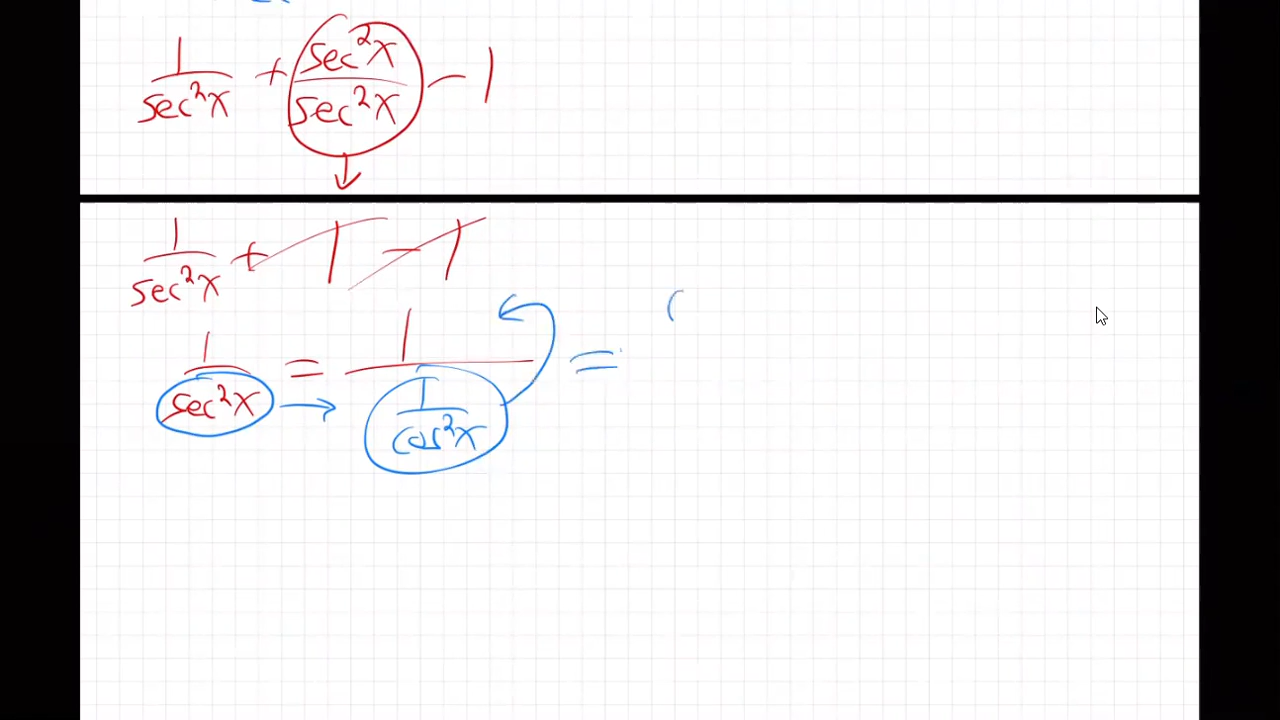 1/sec²x + sec²x/sec²x - 1
1/sec²x + 1 - 1
1/sec²x = 1/(1/cos²x) =